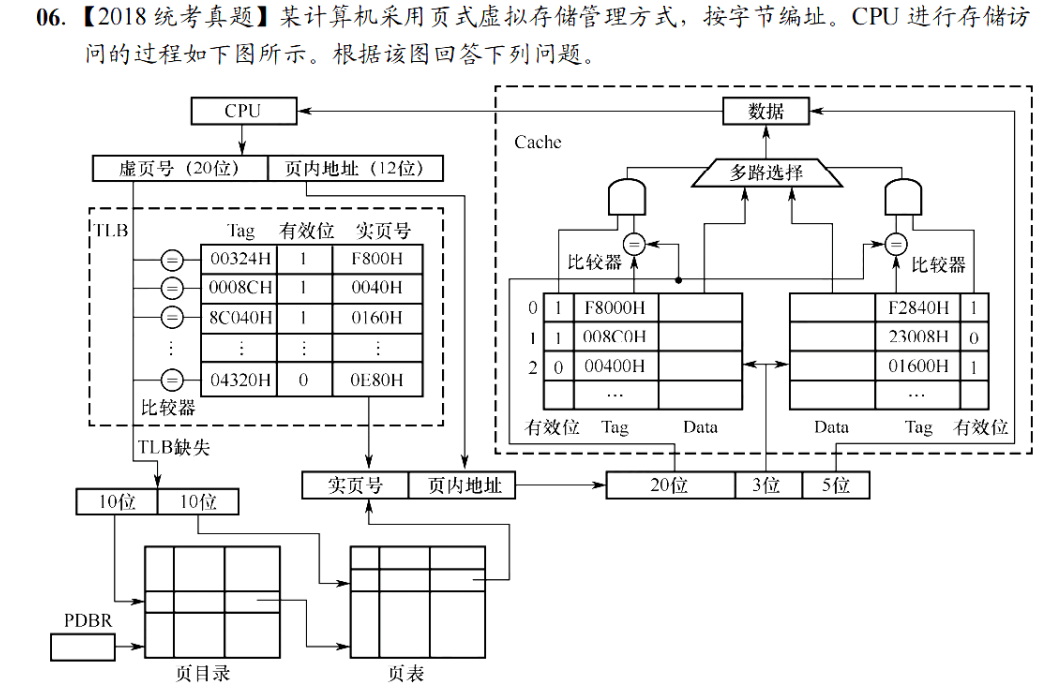 06.【2018 统考真题】某计算机采用页式虚拟存储管理方式，按字节编址。CPU 进行存储访
问的过程如下图所示。根据该图回答下列问题。
CPU
数据
Cache
虚页号（20位） 页内地址（12位）
多路选择
TLB
Tag 有效位 实页号
= 00324H 1 F800H
= 0008CH 1 0040H
= 8C040H 1 0160H
⋮ ⋮ ⋮
= 04320H 0 0E80H
比较器
= =
比较器 比较器
0 1 F8000H F2840H 1
1 1 008C0H 23008H 0
2 0 00400H 01600H 1
… …
有效位 Tag Data Data Tag 有效位
TLB缺失
实页号 页内地址 20位 3位 5位
10位 10位
PDBR
页目录 页表